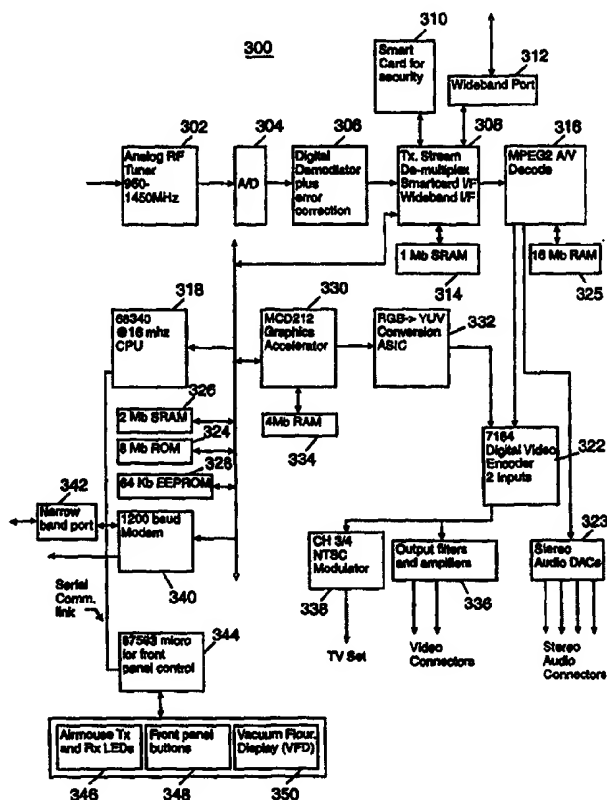 300
310
Smart
Card for
security
312
Wideband Port
302
Analog RF
Tuner
950-
1450MHz
304
A/D
306
Digital
Demodlator
plus
error
correction
308
Tx. Stream
De-multiplex
Smartcard I/F
Wideband I/F
316
MPEG2 A/V
Decode
1 Mb SRAM
314
16 Mb RAM
325
318
68340
@16 mhz
CPU
330
MCD212
Graphics
Accelerator
RGB-> YUV
Conversion
ASIC
332
326
2 Mb SRAM
324
8 Mb ROM
328
64 Kb EEPROM
4Mb RAM
334
7164
Digital Video
Encoder
2 inputs
322
342
Narrow
band port
1200 baud
Modem
340
CH 3/4
NTSC
Modulator
338
Output filters
and amplifers
336
323
Stereo
Audio DACs
Serial
Comm.
link
TV Set
Video
Connectors
Stereo
Audio
Connectors
344
87593 micro
for front
panel control
Airmouse Tx
and Rx LEDs
346
Front panel
buttons
348
Vacuum Flour.
Display (VFD)
350